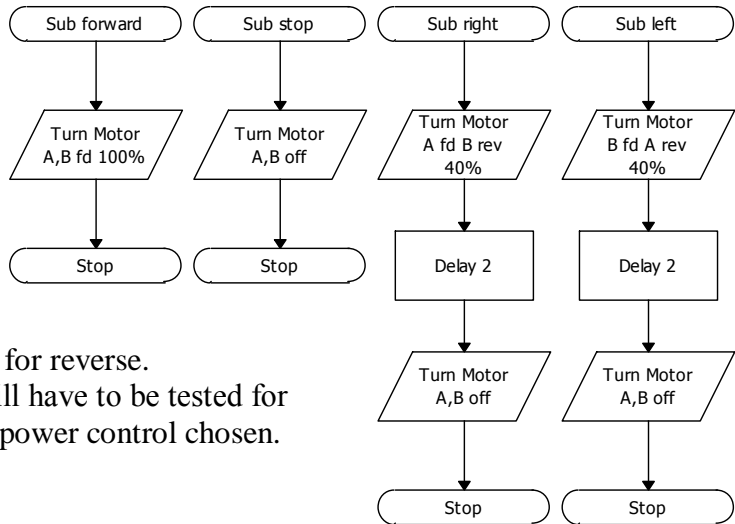 Sub forward
Turn Motor
A,B fd 100%
Stop
Sub stop
Turn Motor
A,B off
Stop
Sub right
Turn Motor
A fd B rev
40%
Delay 2
Turn Motor
A,B off
Stop
Sub left
Turn Motor
B fd A rev
40%
Delay 2
Turn Motor
A,B off
Stop
for reverse.
ll have to be tested for
power control chosen.